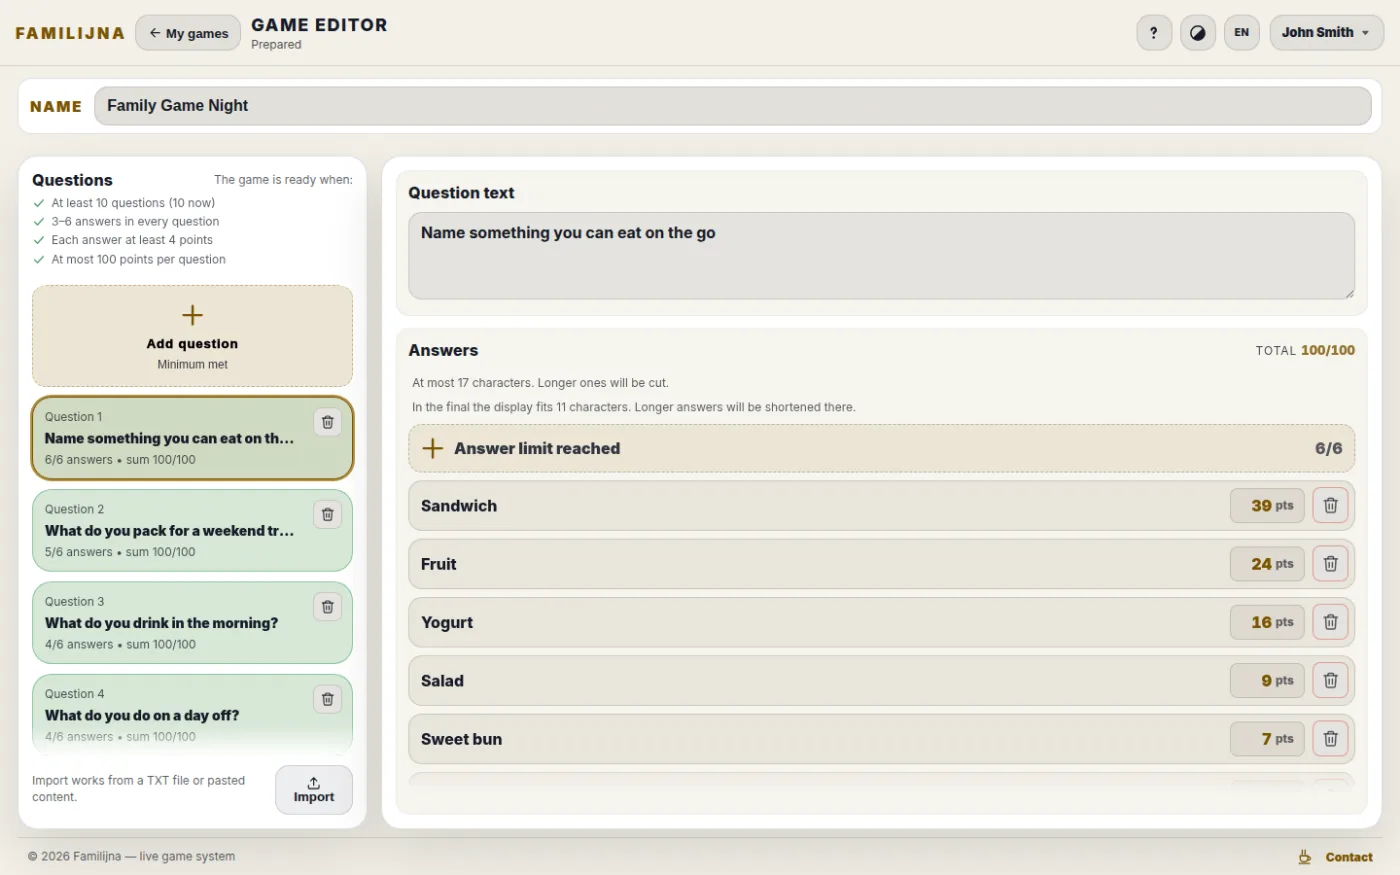 FAMILIJNA
← My games
GAME EDITOR
Prepared
?
EN
John Smith
NAME
Family Game Night
Questions
The game is ready when:
At least 10 questions (10 now)
3–6 answers in every question
Each answer at least 4 points
At most 100 points per question
Add question
Minimum met
Question 1
Name something you can eat on th...
6/6 answers • sum 100/100
Question 2
What do you pack for a weekend tr...
5/6 answers • sum 100/100
Question 3
What do you drink in the morning?
4/6 answers • sum 100/100
Question 4
What do you do on a day off?
4/6 answers • sum 100/100
Import works from a TXT file or pasted
content.
Import
Question text
Name something you can eat on the go
Answers
TOTAL 100/100
At most 17 characters. Longer ones will be cut.
In the final the display fits 11 characters. Longer answers will be shortened there.
Answer limit reached
6/6
Sandwich
39 pts
Fruit
24 pts
Yogurt
16 pts
Salad
9 pts
Sweet bun
7 pts
© 2026 Familijna — live game system
Contact